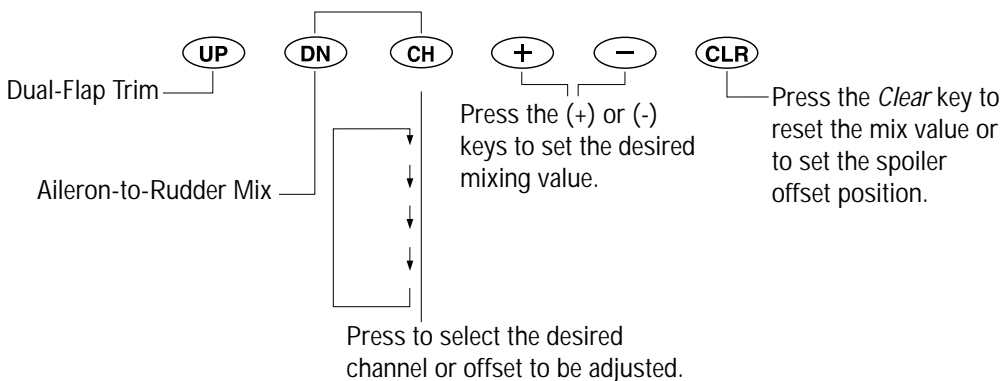 UP DN CH + − CLR
Dual-Flap Trim
Press the (+) or (-)
keys to set the desired
mixing value.
Press the Clear key to
reset the mix value or
to set the spoiler
offset position.
Aileron-to-Rudder Mix
Press to select the desired
channel or offset to be adjusted.